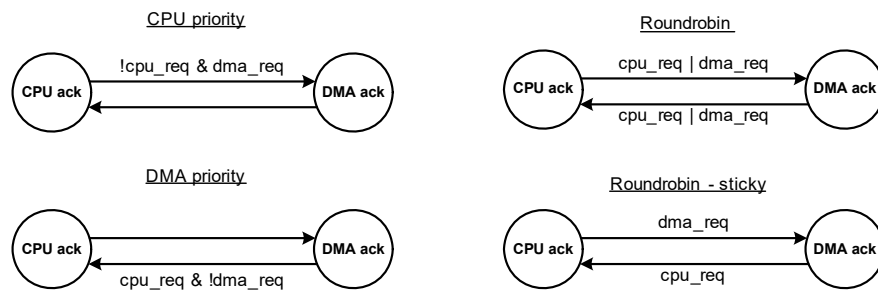 CPU priority
CPU ack
!cpu_req & dma_req
DMA ack
Roundrobin
CPU ack
cpu_req | dma_req
cpu_req | dma_req
DMA ack
DMA priority
CPU ack
cpu_req & !dma_req
DMA ack
Roundrobin - sticky
CPU ack
dma_req
cpu_req
DMA ack